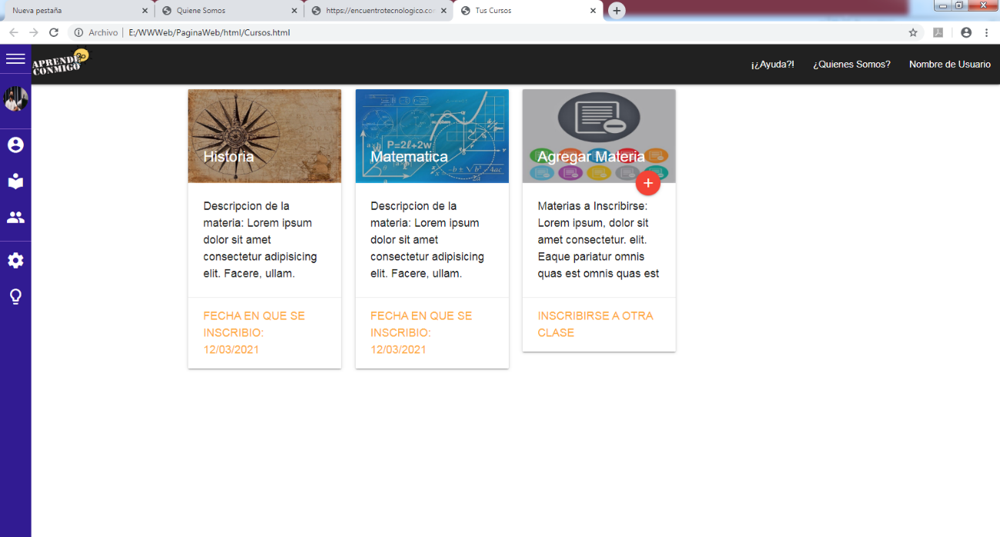 Nueva pestaña
Quiene Somos
https://encuentrotecnologico.con
Tus Cursos
Archivo
E:/WWWeb/PaginaWeb/html/Cursos.html
APRENDE
CONMIGO
¡¿Ayuda?!
¿Quienes Somos?
Nombre de Usuario
Historia
P=2ℓ+2w
Matematica
Agregar Materia
Descripcion de la
materia: Lorem ipsum
dolor sit amet
consectetur adipisicing
elit. Facere, ullam.
Descripcion de la
materia: Lorem ipsum
dolor sit amet
consectetur adipisicing
elit. Facere, ullam.
Materias a Inscribirse:
Lorem ipsum, dolor sit
amet consectetur. elit.
Eaque pariatur omnis
quas est omnis quas est
FECHA EN QUE SE
INSCRIBIO:
12/03/2021
FECHA EN QUE SE
INSCRIBIO:
12/03/2021
INSCRIBIRSE A OTRA
CLASE